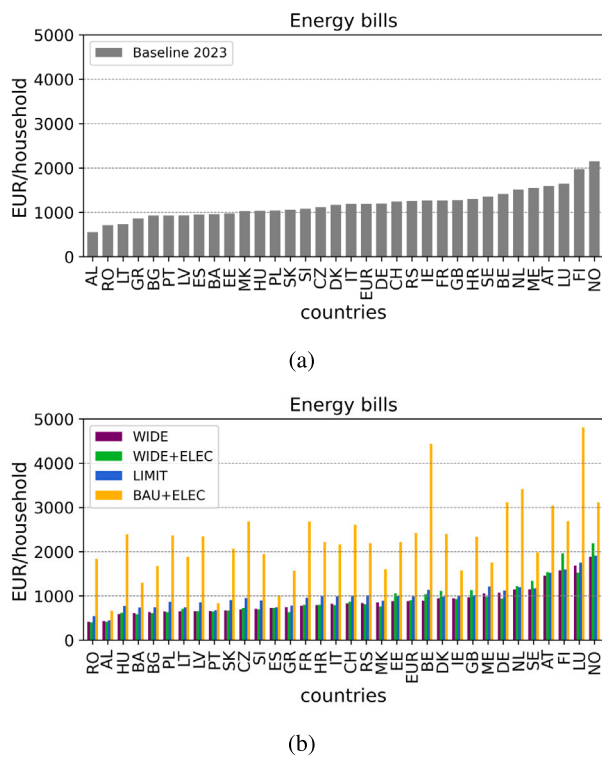 Energy bills
5000
4000
3000
2000
1000
0
EUR/household
Baseline 2023
AL RO LT GR BG PT LV ES BA EE MK HU PL SK SI CZ DK IT EUR DE CH RS IE FR GB HR SE BE NL ME AT LU FI NO
countries
(a)
Energy bills
5000
4000
3000
2000
1000
0
EUR/household
WIDE
WIDE+ELEC
LIMIT
BAU+ELEC
RO AL HU BA BG PL LT LV PT SK CZ SI ES GR FR HR IT CH RS MK EE EUR BE DK IE GB ME DE NL SE AT FI LU NO
countries
(b)